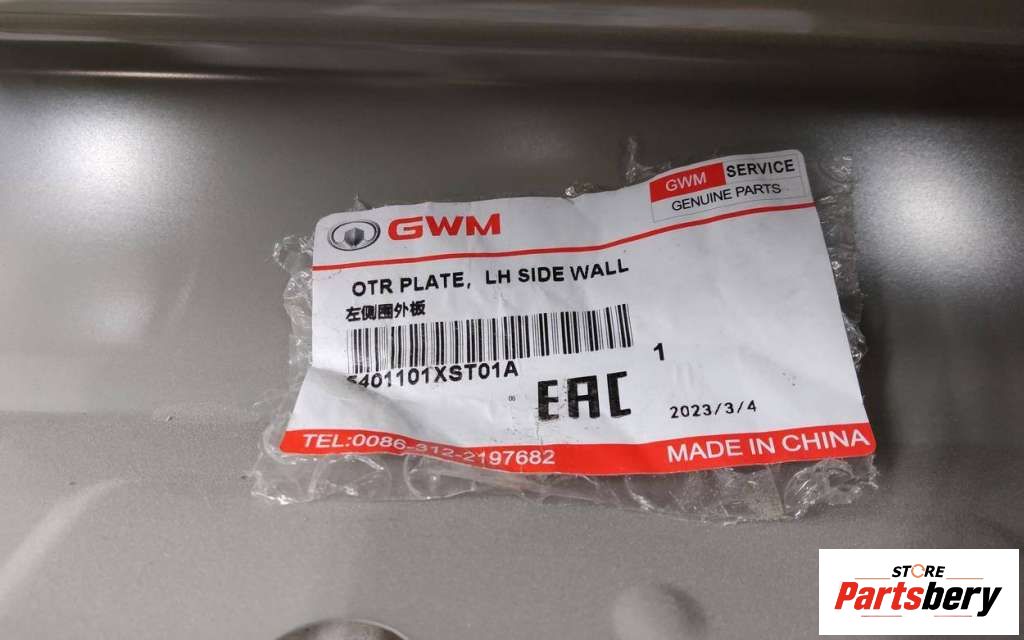 GWM
GWM SERVICE
GENUINE PARTS
OTR PLATE, LH SIDE WALL
左侧围外板
5401101XST01A
1
06
EAC
2023/3/4
TEL:0086-312-2197682
MADE IN CHINA
STORE
Partsbery